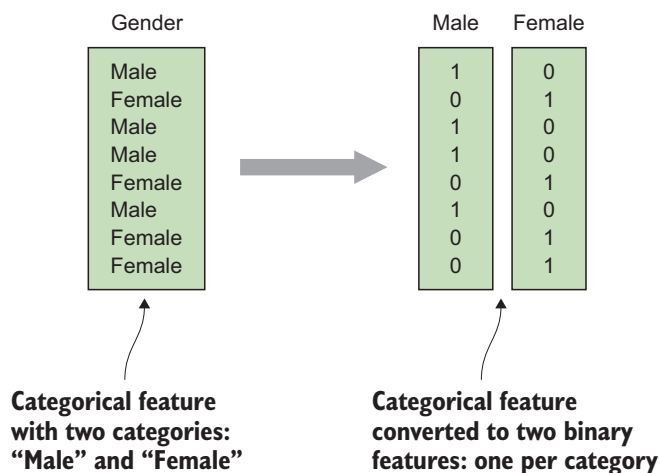 Gender
Male
Female
Male
Male
Female
Male
Female
Female
Male Female
1 0
0 1
1 0
1 0
0 1
1 0
0 1
0 1
Categorical feature
with two categories:
“Male” and “Female”
Categorical feature
converted to two binary
features: one per category